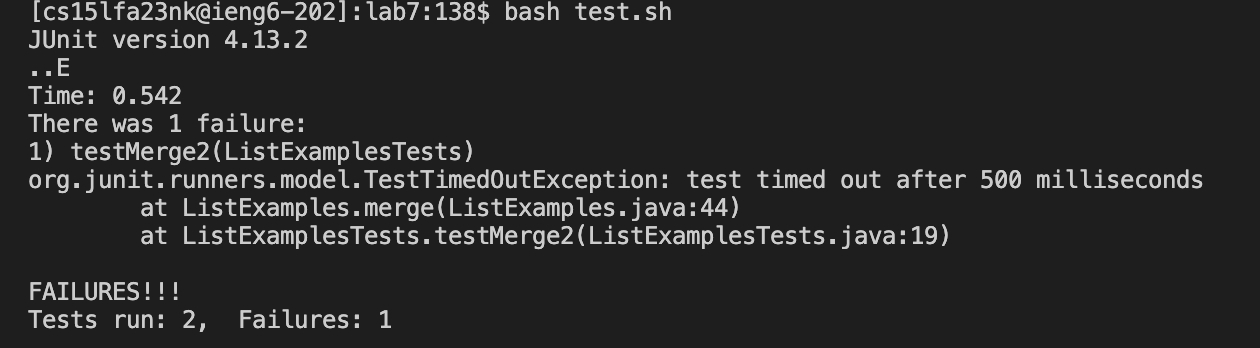 [cs15lfa23nk@ieng6-202]:lab7:138$ bash test.sh
JUnit version 4.13.2
..E
Time: 0.542
There was 1 failure:
1) testMerge2(ListExamplesTests)
org.junit.runners.model.TestTimedOutException: test timed out after 500 milliseconds
        at ListExamples.merge(ListExamples.java:44)
        at ListExamplesTests.testMerge2(ListExamplesTests.java:19)

FAILURES!!!
Tests run: 2,  Failures: 1